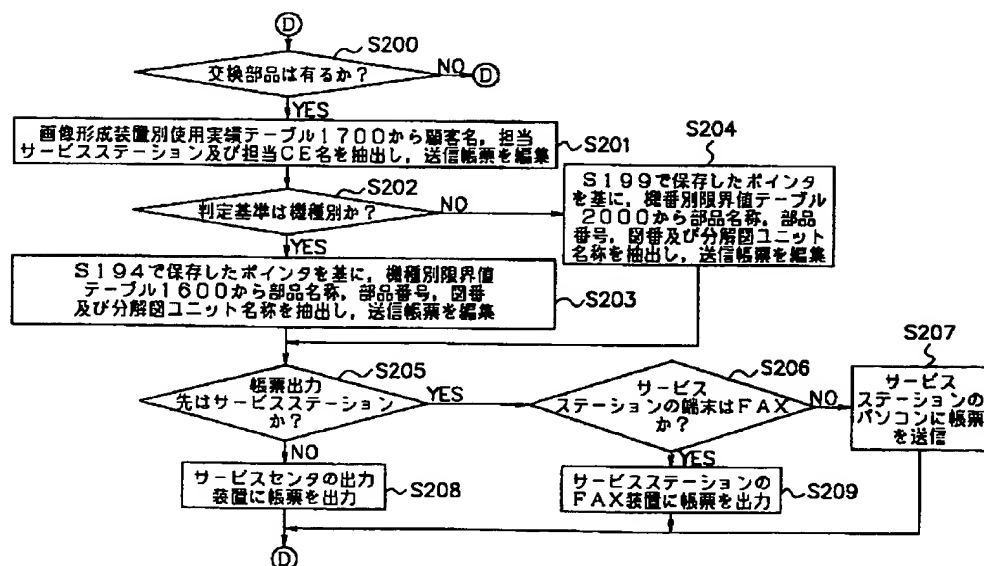 D
S200
交換部品は有るか?
NO
D
YES
画像形成装置別使用実績テーブル1700から顧客名,担当
サービスステーション及び担当CE名を抽出し,送信帳票を編集
S201
S204
S199で保存したポインタ
を基に,機番別限界値テーブル
2000から部品名称,部品
番号,図番及び分解図ユニット
名称を抽出し,送信帳票を編集
S202
判定基準は機種別か?
NO
YES
S194で保存したポインタを基に,機種別限界値
テーブル1600から部品名称,部品番号,図番
及び分解図ユニット名称を抽出し,送信帳票を編集
S203
S205
帳票出力
先はサービスステーション
か?
YES
S206
サービス
ステーションの端末はFAX
か?
NO
S207
サービス
ステーションの
パソコンに帳票
を送信
NO
サービスセンタの出力
装置に帳票を出力
S208
YES
サービスステーションの
FAX装置に帳票を出力
S209
D